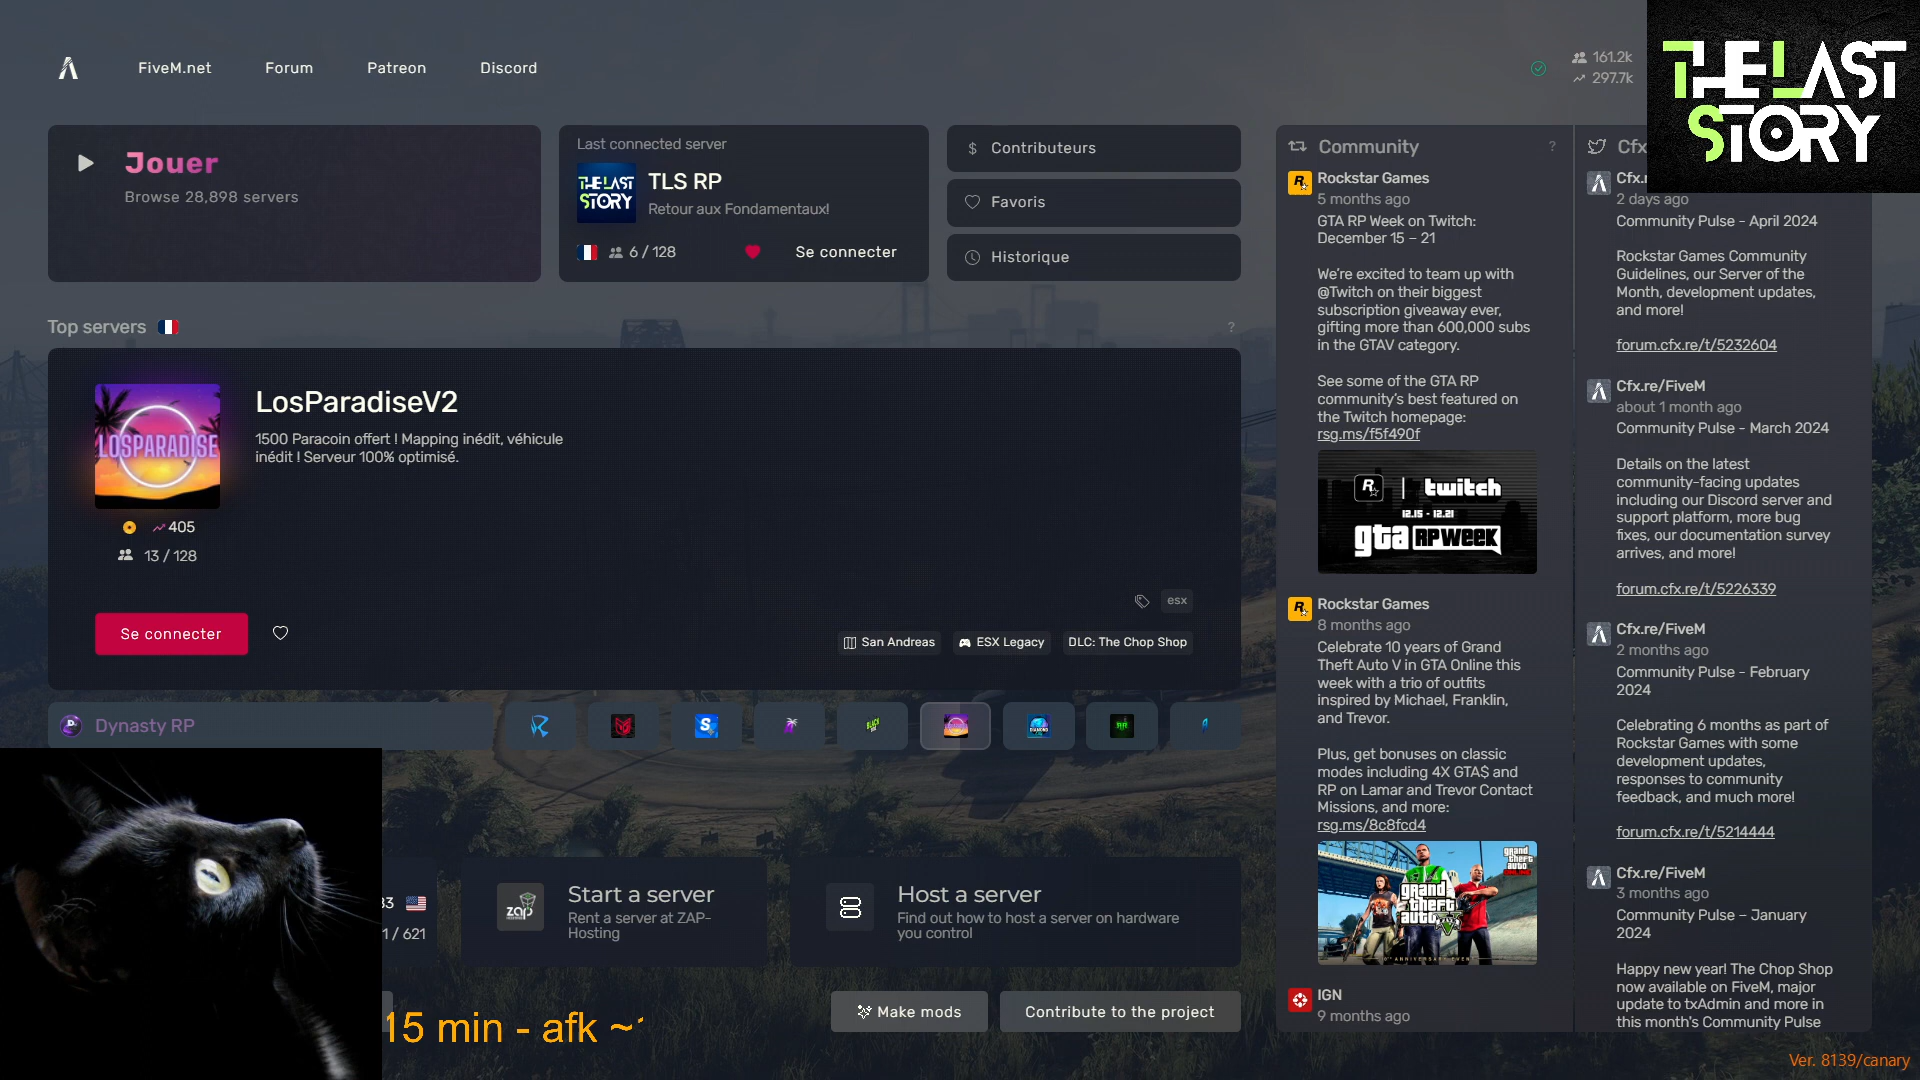 FiveM.net
Forum
Patreon
Discord
161.2k
297.7k
THE LAST
STORY
Jouer
Browse 28,898 servers
Last connected server
THE LAST
STORY
TLS RP
Retour aux Fondamentaux!
6 / 128
Se connecter
$ Contributeurs
Favoris
Historique
Top servers
?
LOSPARADISE
LosParadiseV2
1500 Paracoin offert ! Mapping inédit, véhicule
inédit ! Serveur 100% optimisé.
405
13 / 128
Se connecter
esx
San Andreas
ESX Legacy
DLC: The Chop Shop
Dynasty RP
1 / 621
zap
Start a server
Rent a server at ZAP-
Hosting
Host a server
Find out how to host a server on hardware
you control
15 min - afk ~
Make mods
Contribute to the project
Community
?
Rockstar Games
5 months ago
GTA RP Week on Twitch:
December 15 – 21
We're excited to team up with
@Twitch on their biggest
subscription giveaway ever,
gifting more than 600,000 subs
in the GTAV category.
See some of the GTA RP
community's best featured on
the Twitch homepage:
rsg.ms/f5f490f
R | twitch
12.15 - 12.21
gta RP WEEK
Rockstar Games
8 months ago
Celebrate 10 years of Grand
Theft Auto V in GTA Online this
week with a trio of outfits
inspired by Michael, Franklin,
and Trevor.
Plus, get bonuses on classic
modes including 4X GTA$ and
RP on Lamar and Trevor Contact
Missions, and more:
rsg.ms/8c8fcd4
grand
theft
auto
V
IGN
9 months ago
Cfx
2 days ago
Community Pulse - April 2024
Rockstar Games Community
Guidelines, our Server of the
Month, development updates,
and more!
forum.cfx.re/t/5232604
Cfx.re/FiveM
about 1 month ago
Community Pulse - March 2024
Details on the latest
community-facing updates
including our Discord server and
support platform, more bug
fixes, our documentation survey
arrives, and more!
forum.cfx.re/t/5226339
Cfx.re/FiveM
2 months ago
Community Pulse - February
2024
Celebrating 6 months as part of
Rockstar Games with some
development updates,
responses to community
feedback, and much more!
forum.cfx.re/t/5214444
Cfx.re/FiveM
3 months ago
Community Pulse – January
2024
Happy new year! The Chop Shop
now available on FiveM, major
update to txAdmin and more in
this month's Community Pulse
Ver. 8139/canary